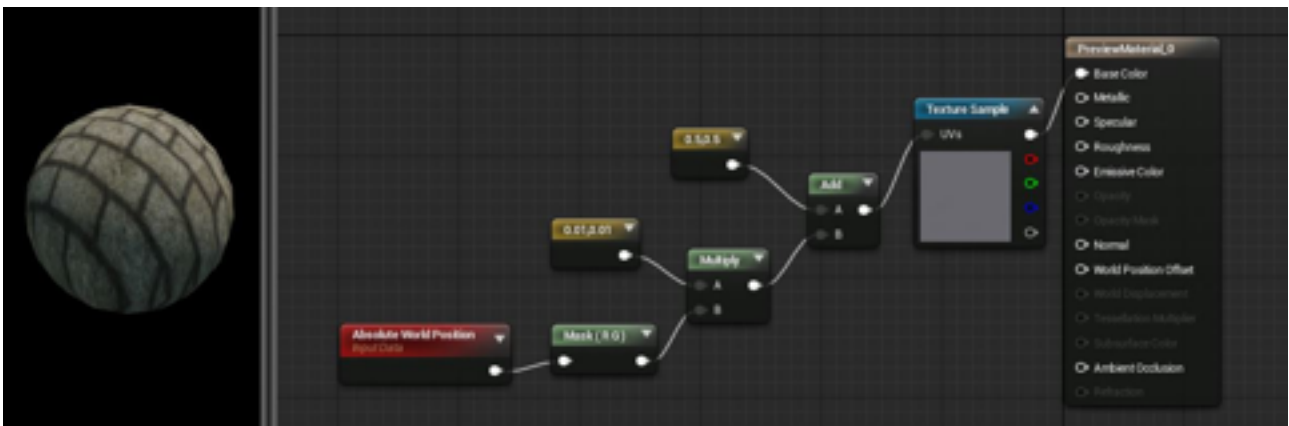 Absolute World Position
Input Data
Mask ( R G )
0.01,0.01
Multiply
A
B
0.5,0.5
Add
A
B
Texture Sample
UVs
PreviewMaterial_0
Base Color
Metallic
Specular
Roughness
Emissive Color
Opacity
Opacity Mask
Normal
World Position Offset
World Displacement
Tessellation Multiplier
Subsurface Color
Ambient Occlusion
Refraction